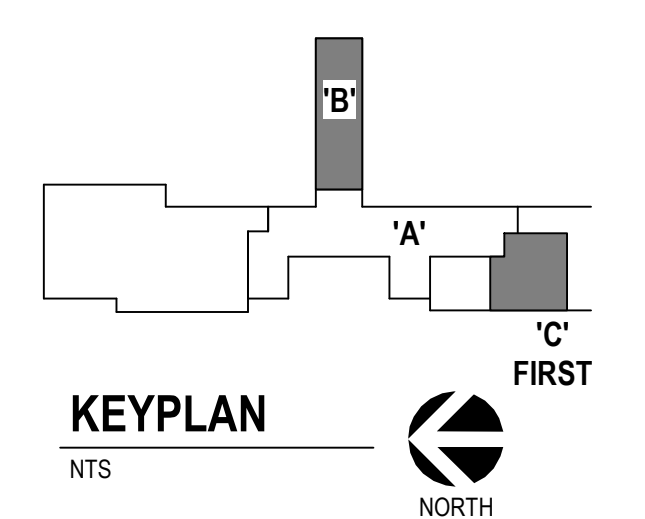 'B'
'A'
'C'
FIRST
KEYPLAN
NTS
NORTH